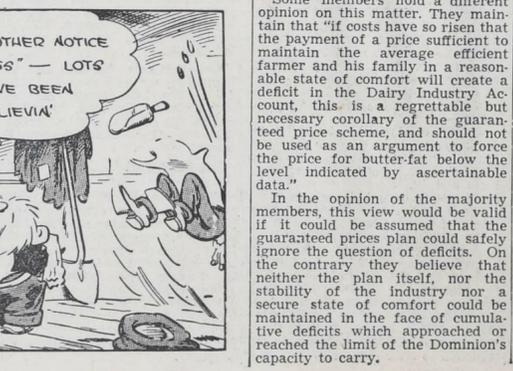 OTHER NOTICE
SS" — LOTS
VE BEEN
LIEVIN'
Some members hold a different
opinion on this matter. They main-
tain that "if costs have so risen that
the payment of a price sufficient to
maintain the average efficient
farmer and his family in a reason-
able state of comfort will create a
deficit in the Dairy Industry Ac-
count, this is a regrettable but
necessary corollary of the guaran-
teed price scheme, and should not
be used as an argument to force
the price for butter-fat below the
level indicated by ascertainable
data."
In the opinion of the majority
members, this view would be valid
if it could be assumed that the
guaranteed prices plan could safely
ignore the question of deficits. On
the contrary they believe that
neither the plan itself, nor the
stability of the industry nor a
secure state of comfort could be
maintained in the face of cumula-
tive deficits which approached or
reached the limit of the Dominion's
capacity to carry.